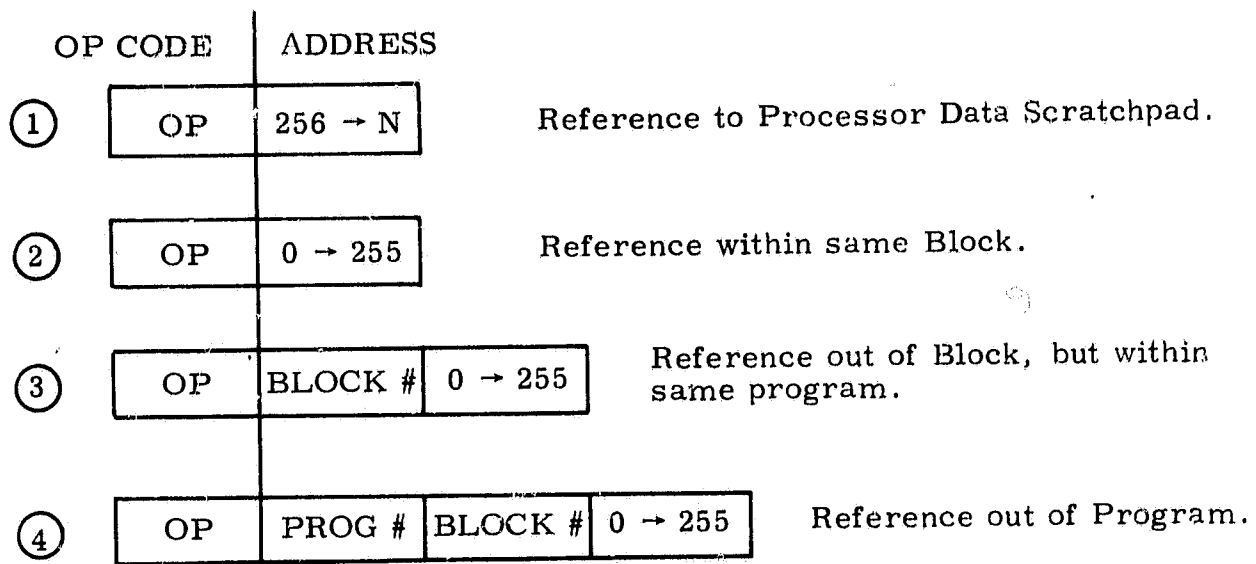 OP CODE ADDRESS
1 OP 256 → N Reference to Processor Data Scratchpad.
2 OP 0 → 255 Reference within same Block.
3 OP BLOCK # 0 → 255 Reference out of Block, but within
same program.
4 OP PROG # BLOCK # 0 → 255 Reference out of Program.